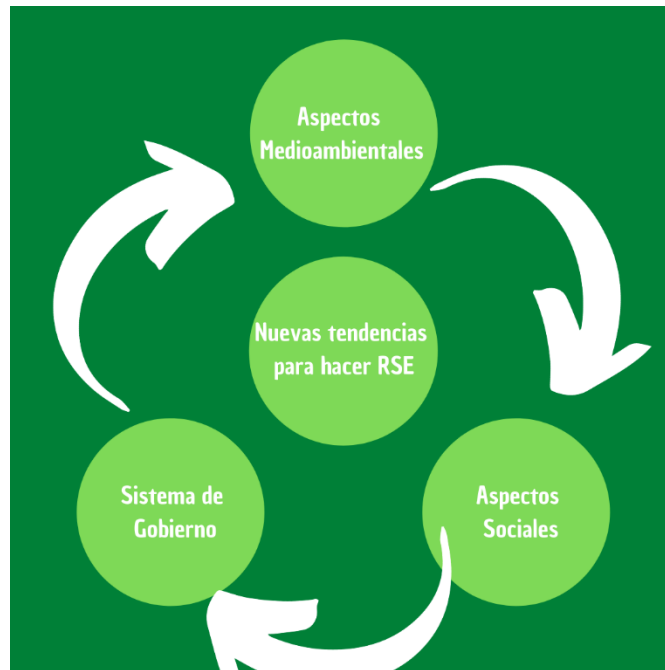 Aspectos
Medioambientales
Nuevas tendencias
para hacer RSE
Sistema de
Gobierno
Aspectos
Sociales